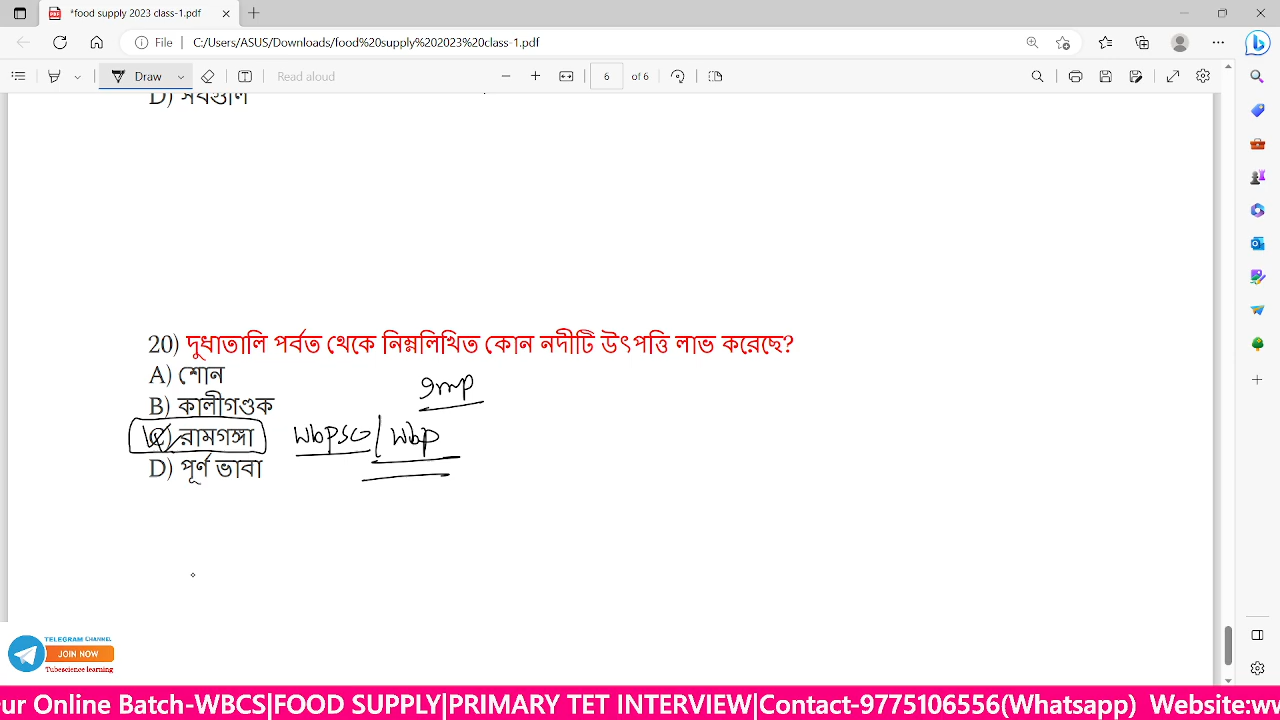 *food supply 2023 class-1.pdf
File C:/Users/ASUS/Downloads/food%20supply%202023%20class-1.pdf
Draw Read aloud 6 of 6
D) সবগুলি
20) দুধাতালি পর্বত থেকে নিম্নলিখিত কোন নদীটি উৎপত্তি লাভ করেছে?
A) শোন
Imp
B) কালীগণ্ডক
C) রামগঙ্গা wbpsc / wbp
D) পূর্ণ ভাবা
TELEGRAM CHANNEL
JOIN NOW
Tubescience learning
ur Online Batch-WBCS|FOOD SUPPLY|PRIMARY TET INTERVIEW|Contact-9775106556(Whatsapp) Website:wv